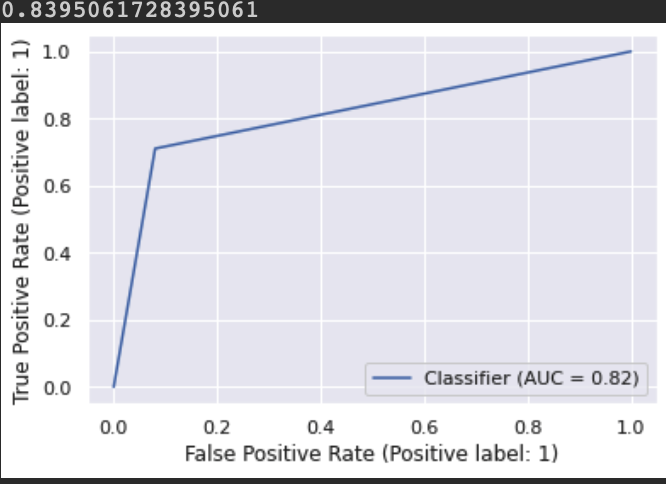 0.8395061728395061
True Positive Rate (Positive label: 1)
1.0
0.8
0.6
0.4
0.2
0.0
Classifier (AUC = 0.82)
0.0 0.2 0.4 0.6 0.8 1.0
False Positive Rate (Positive label: 1)